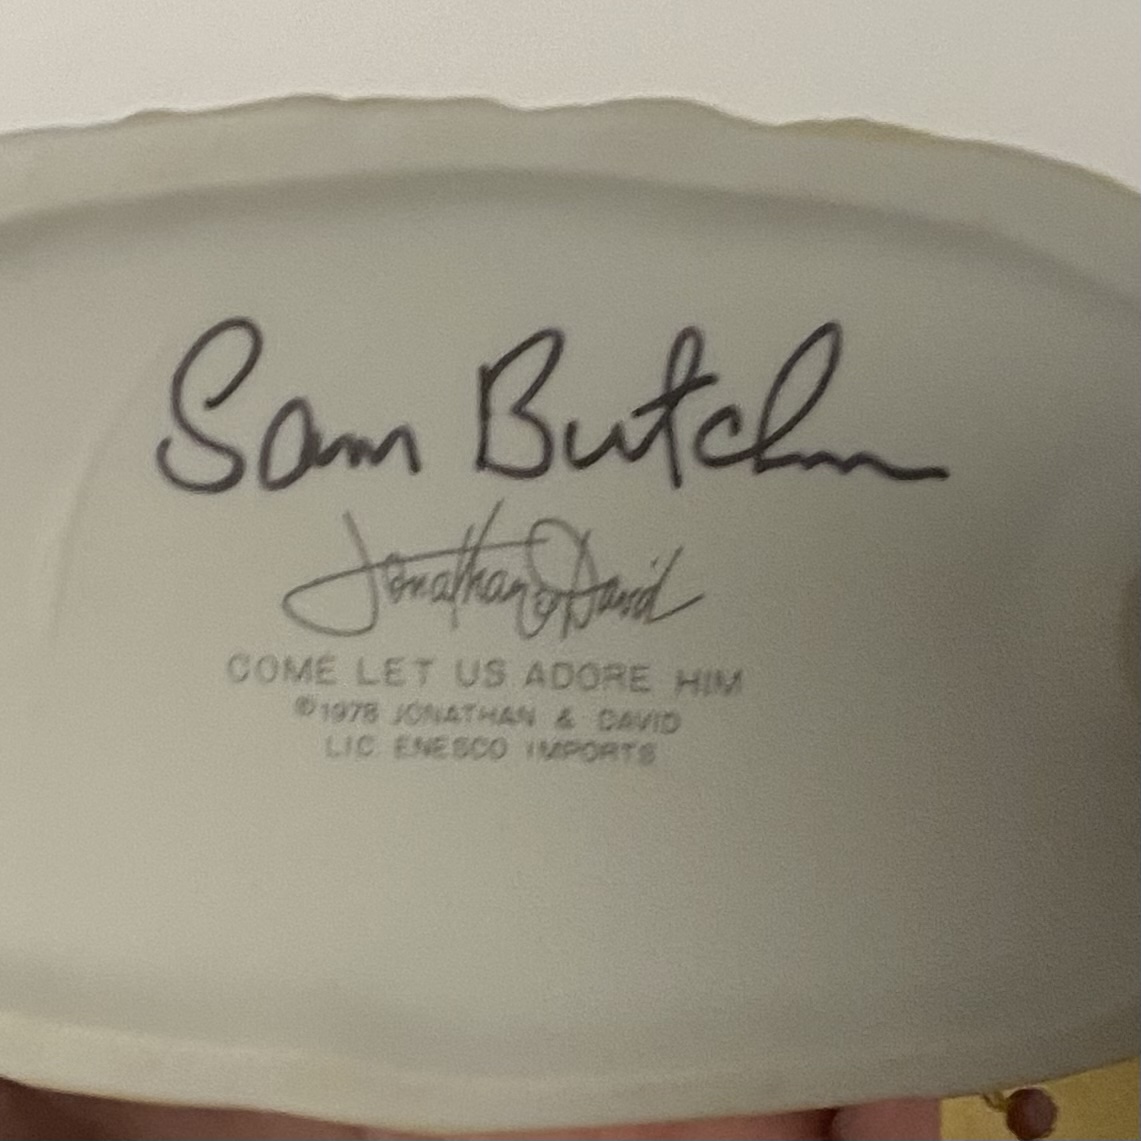 Sam Butcher
Jonathan & David
COME LET US ADORE HIM
©1978 JONATHAN & DAVID
LIC. ENESCO IMPORTS